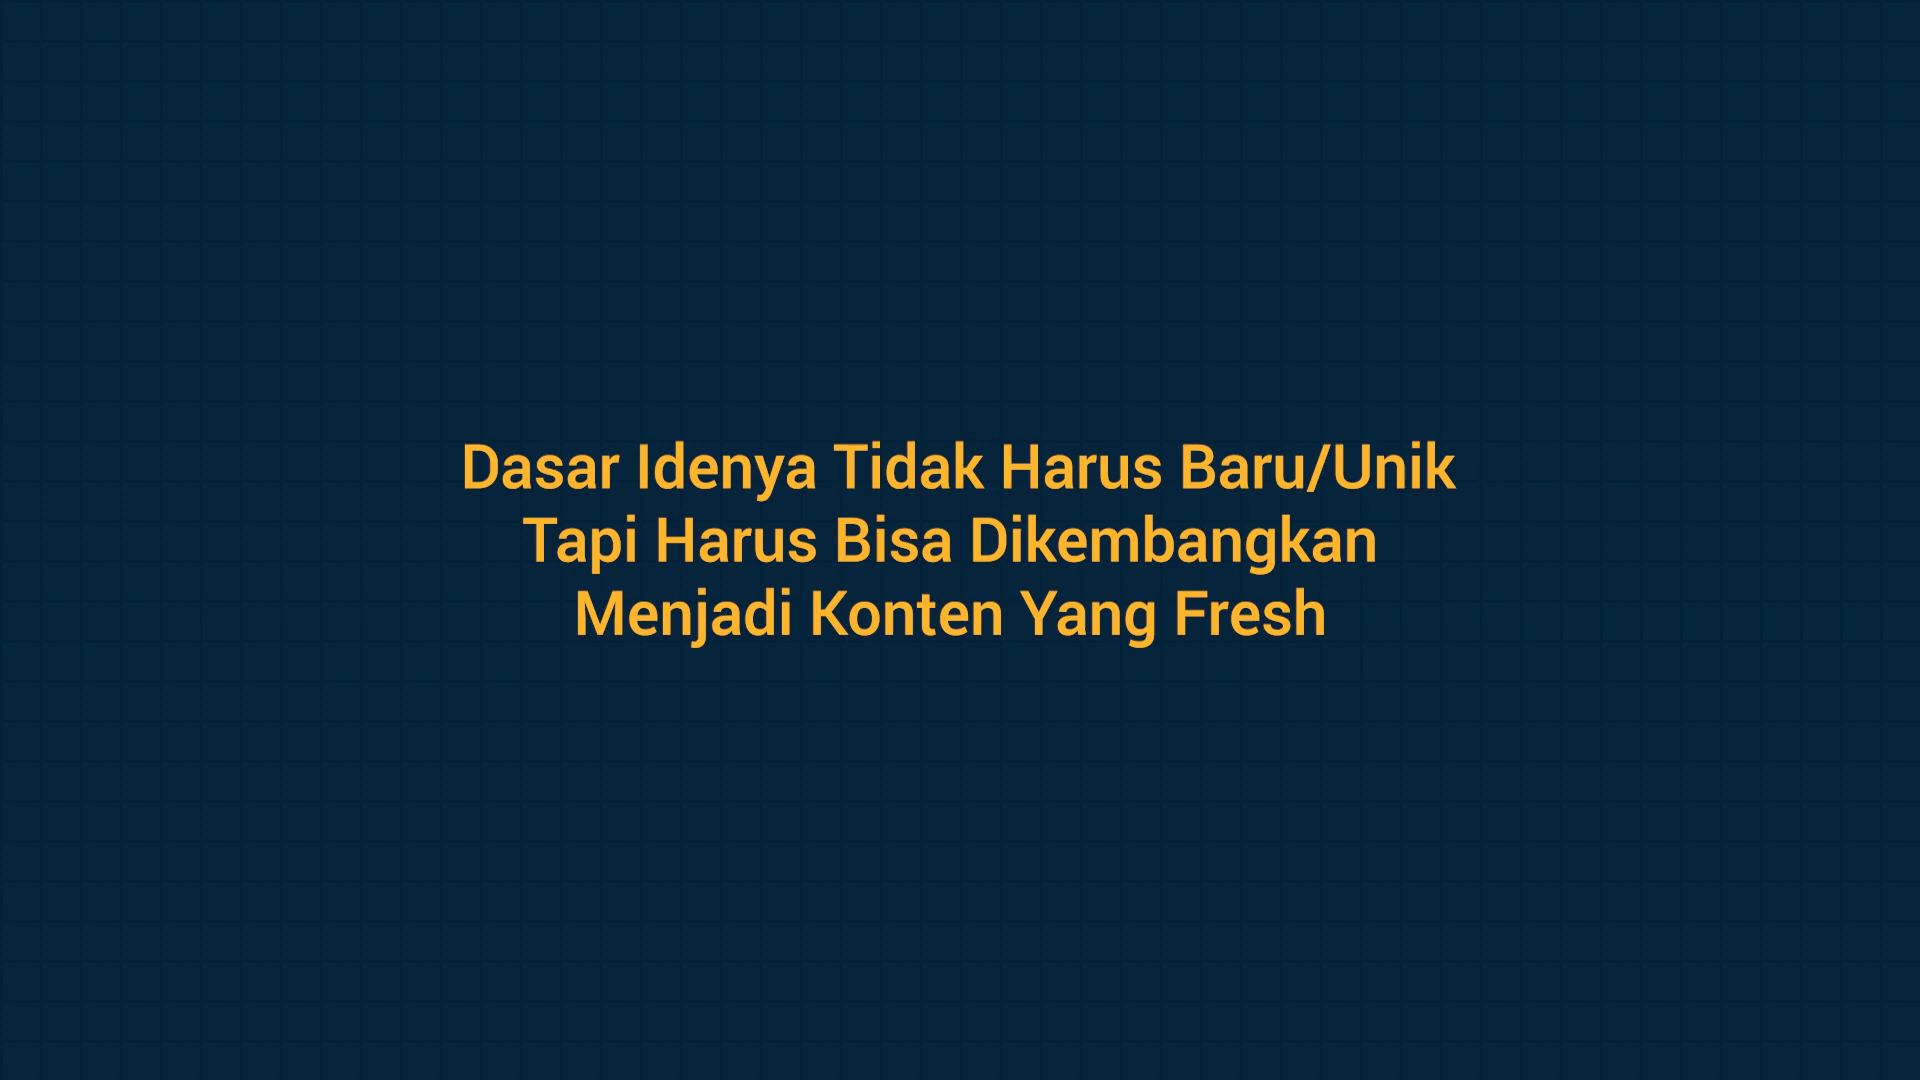 Dasar Idenya Tidak Harus Baru/Unik
Tapi Harus Bisa Dikembangkan
Menjadi Konten Yang Fresh